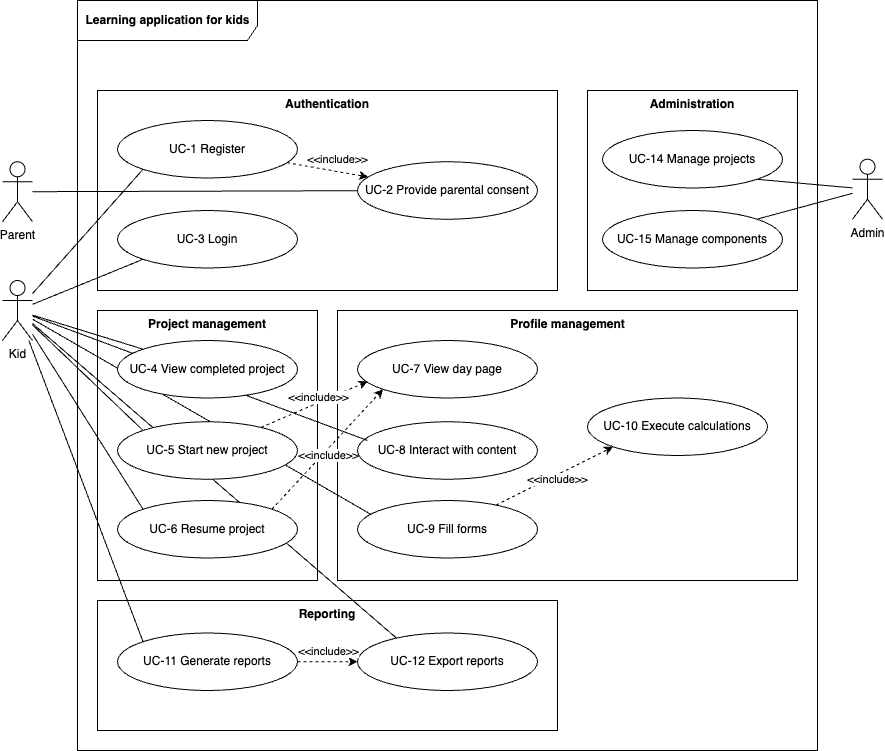 Learning application for kids
Authentication
Administration
UC-1 Register
<<include>>
UC-14 Manage projects
UC-2 Provide parental consent
Parent
Admin
UC-3 Login
UC-15 Manage components
Kid
Project management
Profile management
UC-4 View completed project
UC-7 View day page
<<include>>
UC-10 Execute calculations
UC-5 Start new project
<<include>>
UC-8 Interact with content
<<include>>
UC-6 Resume project
UC-9 Fill forms
Reporting
UC-11 Generate reports
<<include>>
UC-12 Export reports